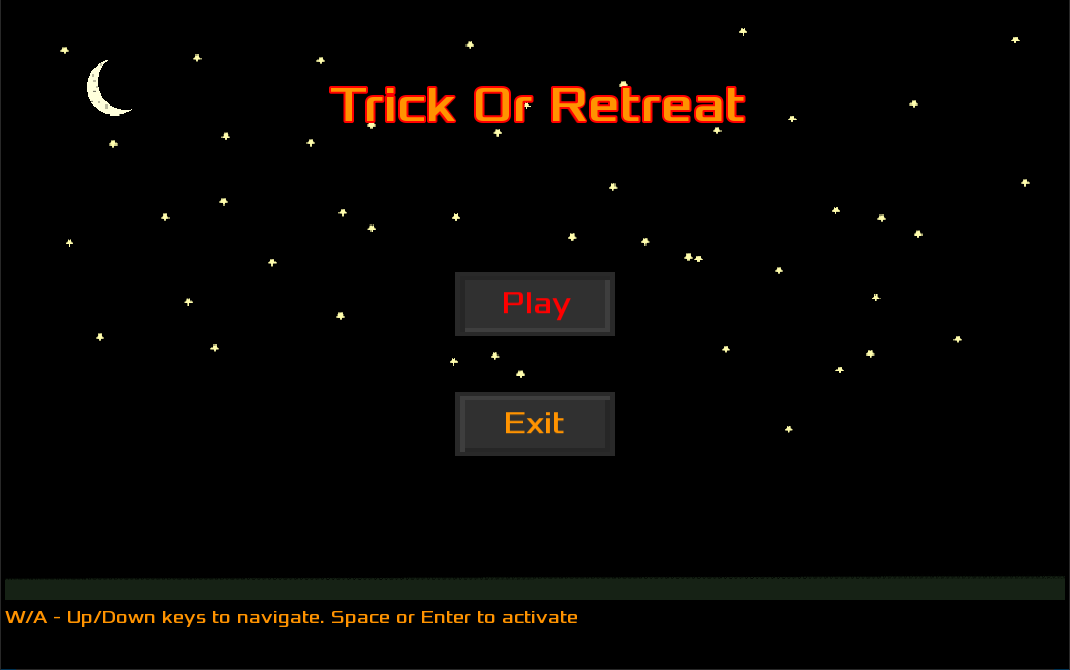 Trick Or Retreat
Play
Exit
W/A - Up/Down keys to navigate. Space or Enter to activate